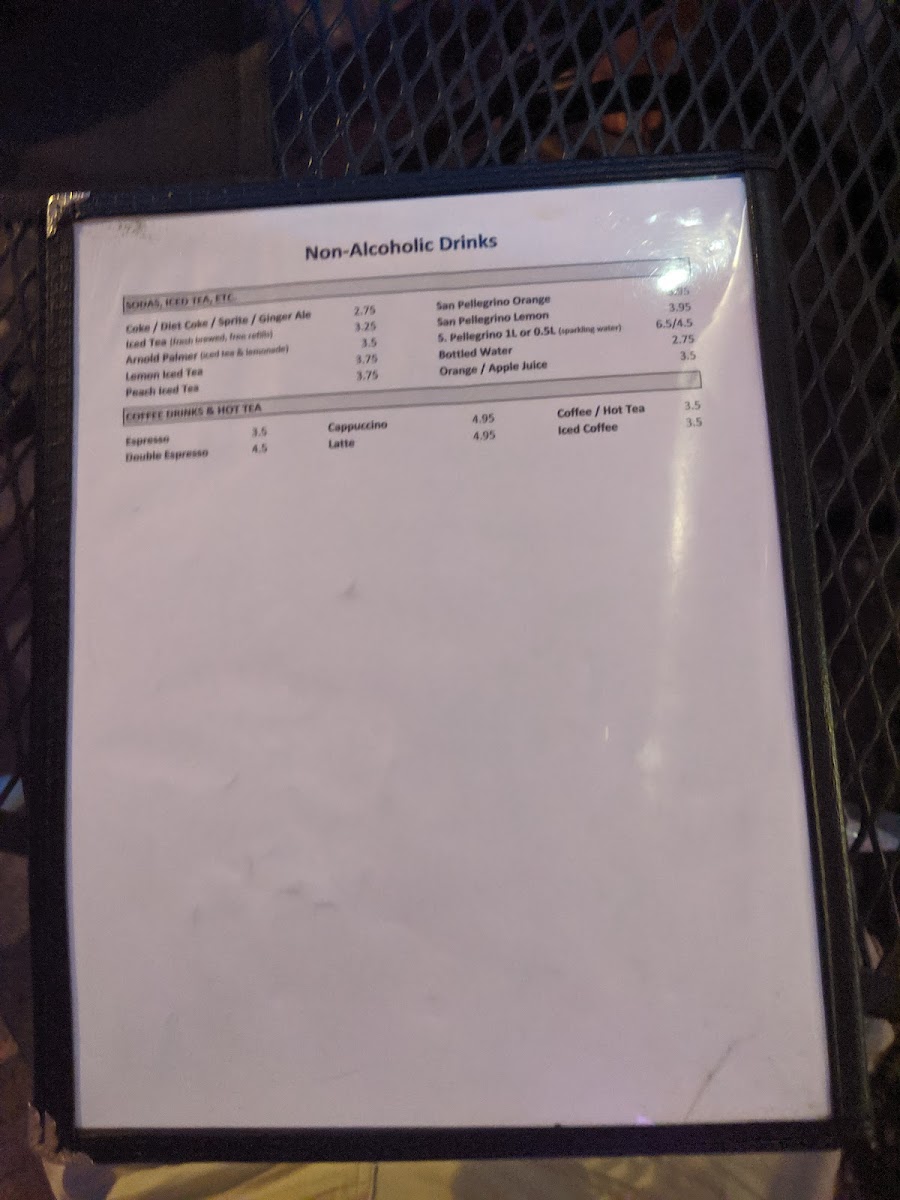 Non-Alcoholic Drinks
SODAS, ICED TEA, ETC.
Coke / Diet Coke / Sprite / Ginger Ale 2.75
Iced Tea (fresh brewed, free refills) 3.25
Arnold Palmer (iced tea & lemonade) 3.5
Lemon Iced Tea 3.75
Peach Iced Tea 3.75
San Pellegrino Orange 3.95
San Pellegrino Lemon 3.95
S. Pellegrino 1L or 0.5L (sparkling water) 6.5/4.5
Bottled Water 2.75
Orange / Apple Juice 3.5
COFFEE DRINKS & HOT TEA
Espresso 3.5
Double Espresso 4.5
Cappuccino 4.95
Latte 4.95
Coffee / Hot Tea 3.5
Iced Coffee 3.5